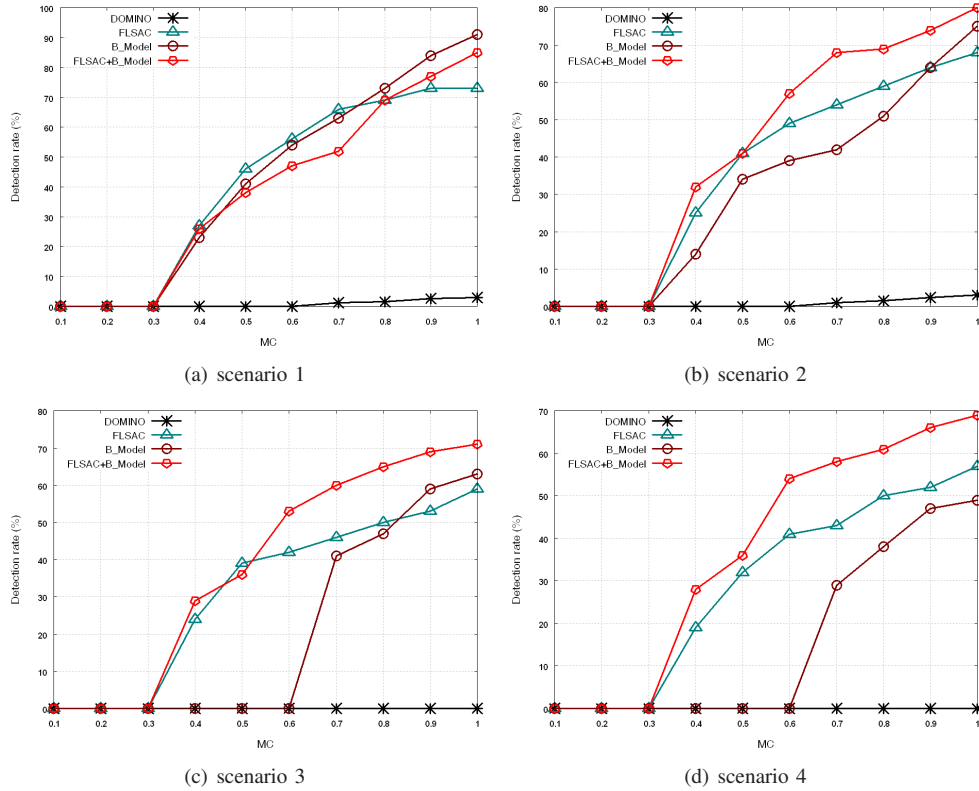 DOMINO
FLSAC
B_Model
FLSAC+B_Model
100
90
80
70
60
50
40
30
20
10
0
Detection rate (%)
0.1 0.2 0.3 0.4 0.5 0.6 0.7 0.8 0.9 1
MC
(a) scenario 1
DOMINO
FLSAC
B_Model
FLSAC+B_Model
80
70
60
50
40
30
20
10
0
Detection rate (%)
0.1 0.2 0.3 0.4 0.5 0.6 0.7 0.8 0.9 1
MC
(b) scenario 2
DOMINO
FLSAC
B_Model
FLSAC+B_Model
80
70
60
50
40
30
20
10
0
Detection rate (%)
0.1 0.2 0.3 0.4 0.5 0.6 0.7 0.8 0.9 1
MC
(c) scenario 3
DOMINO
FLSAC
B_Model
FLSAC+B_Model
70
60
50
40
30
20
10
0
Detection rate (%)
0.1 0.2 0.3 0.4 0.5 0.6 0.7 0.8 0.9 1
MC
(d) scenario 4